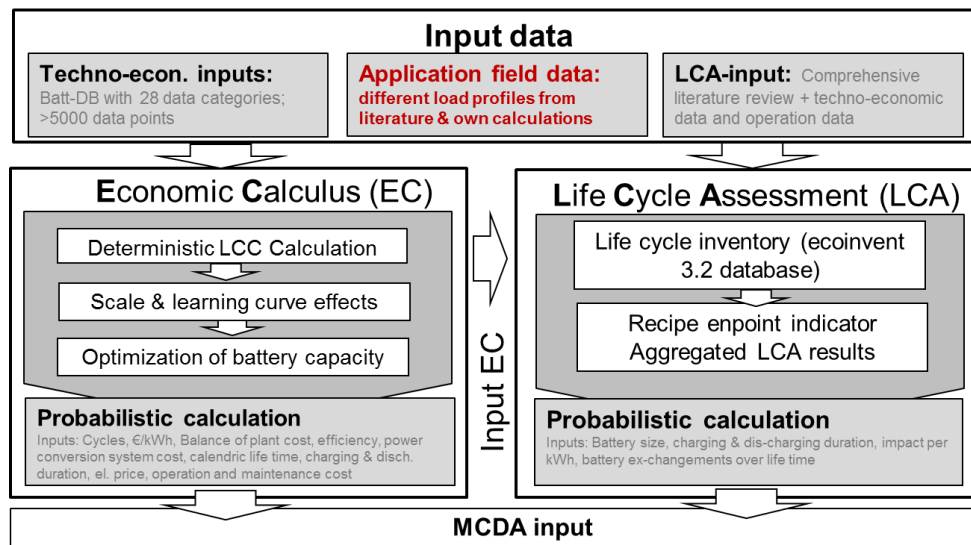 Input data
Techno-econ. inputs:
Batt-DB with 28 data categories;
>5000 data points
Application field data:
different load profiles from
literature & own calculations
LCA-input: Comprehensive
literature review + techno-economic
data and operation data
Economic Calculus (EC)
Deterministic LCC Calculation
Scale & learning curve effects
Optimization of battery capacity
Probabilistic calculation
Inputs: Cycles, €/kWh, Balance of plant cost, efficiency, power
conversion system cost, calendric life time, charging & disch.
duration, el. price, operation and maintenance cost
Input EC
Life Cycle Assessment (LCA)
Life cycle inventory (ecoinvent
3.2 database)
Recipe enpoint indicator
Aggregated LCA results
Probabilistic calculation
Inputs: Battery size, charging & dis-charging duration, impact per
kWh, battery ex-changements over life time
MCDA input